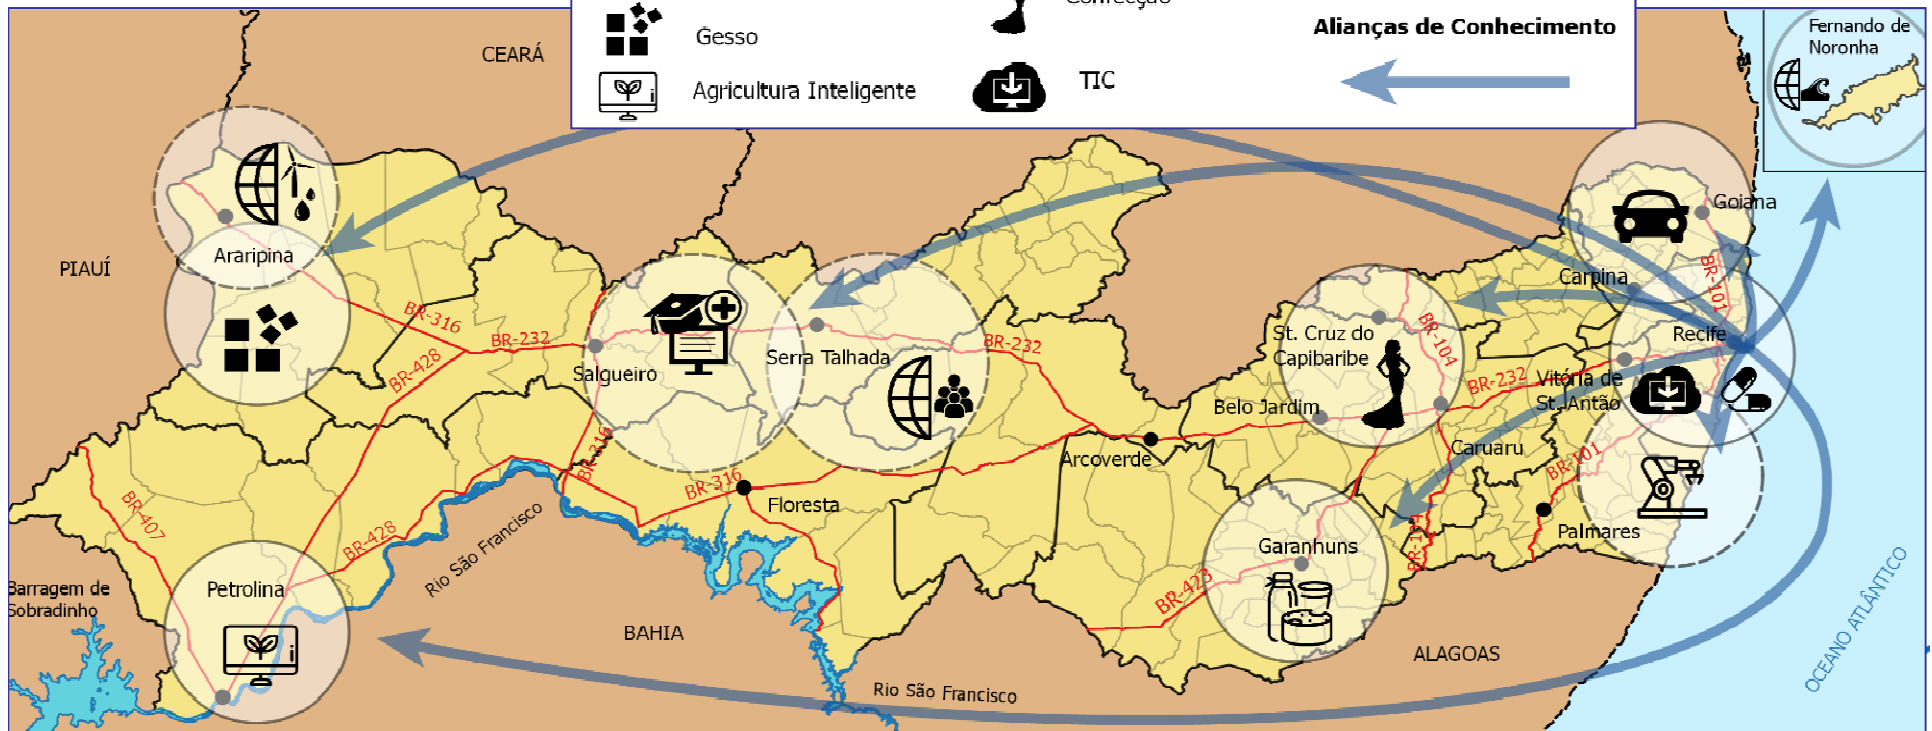 Confecção
Gesso
Alianças de Conhecimento
Agricultura Inteligente
TIC
Fernando de
Noronha
CEARÁ
PIAUÍ
Araripina
Goiana
Carpina
BR-101
BR-316
BR-232
BR-428
Salgueiro
Serra Talhada
BR-232
St. Cruz do
Capibaribe
BR-104
Recife
BR-232
Vitória de
St. Antão
Belo Jardim
Caruaru
Arcoverde
BR-316
BR-316
BR-101
BR-407
BR-428
Floresta
Palmares
Rio São Francisco
Garanhuns
BR-423
Barragem de
Sobradinho
Petrolina
BAHIA
ALAGOAS
Rio São Francisco
OCEANO ATLÂNTICO